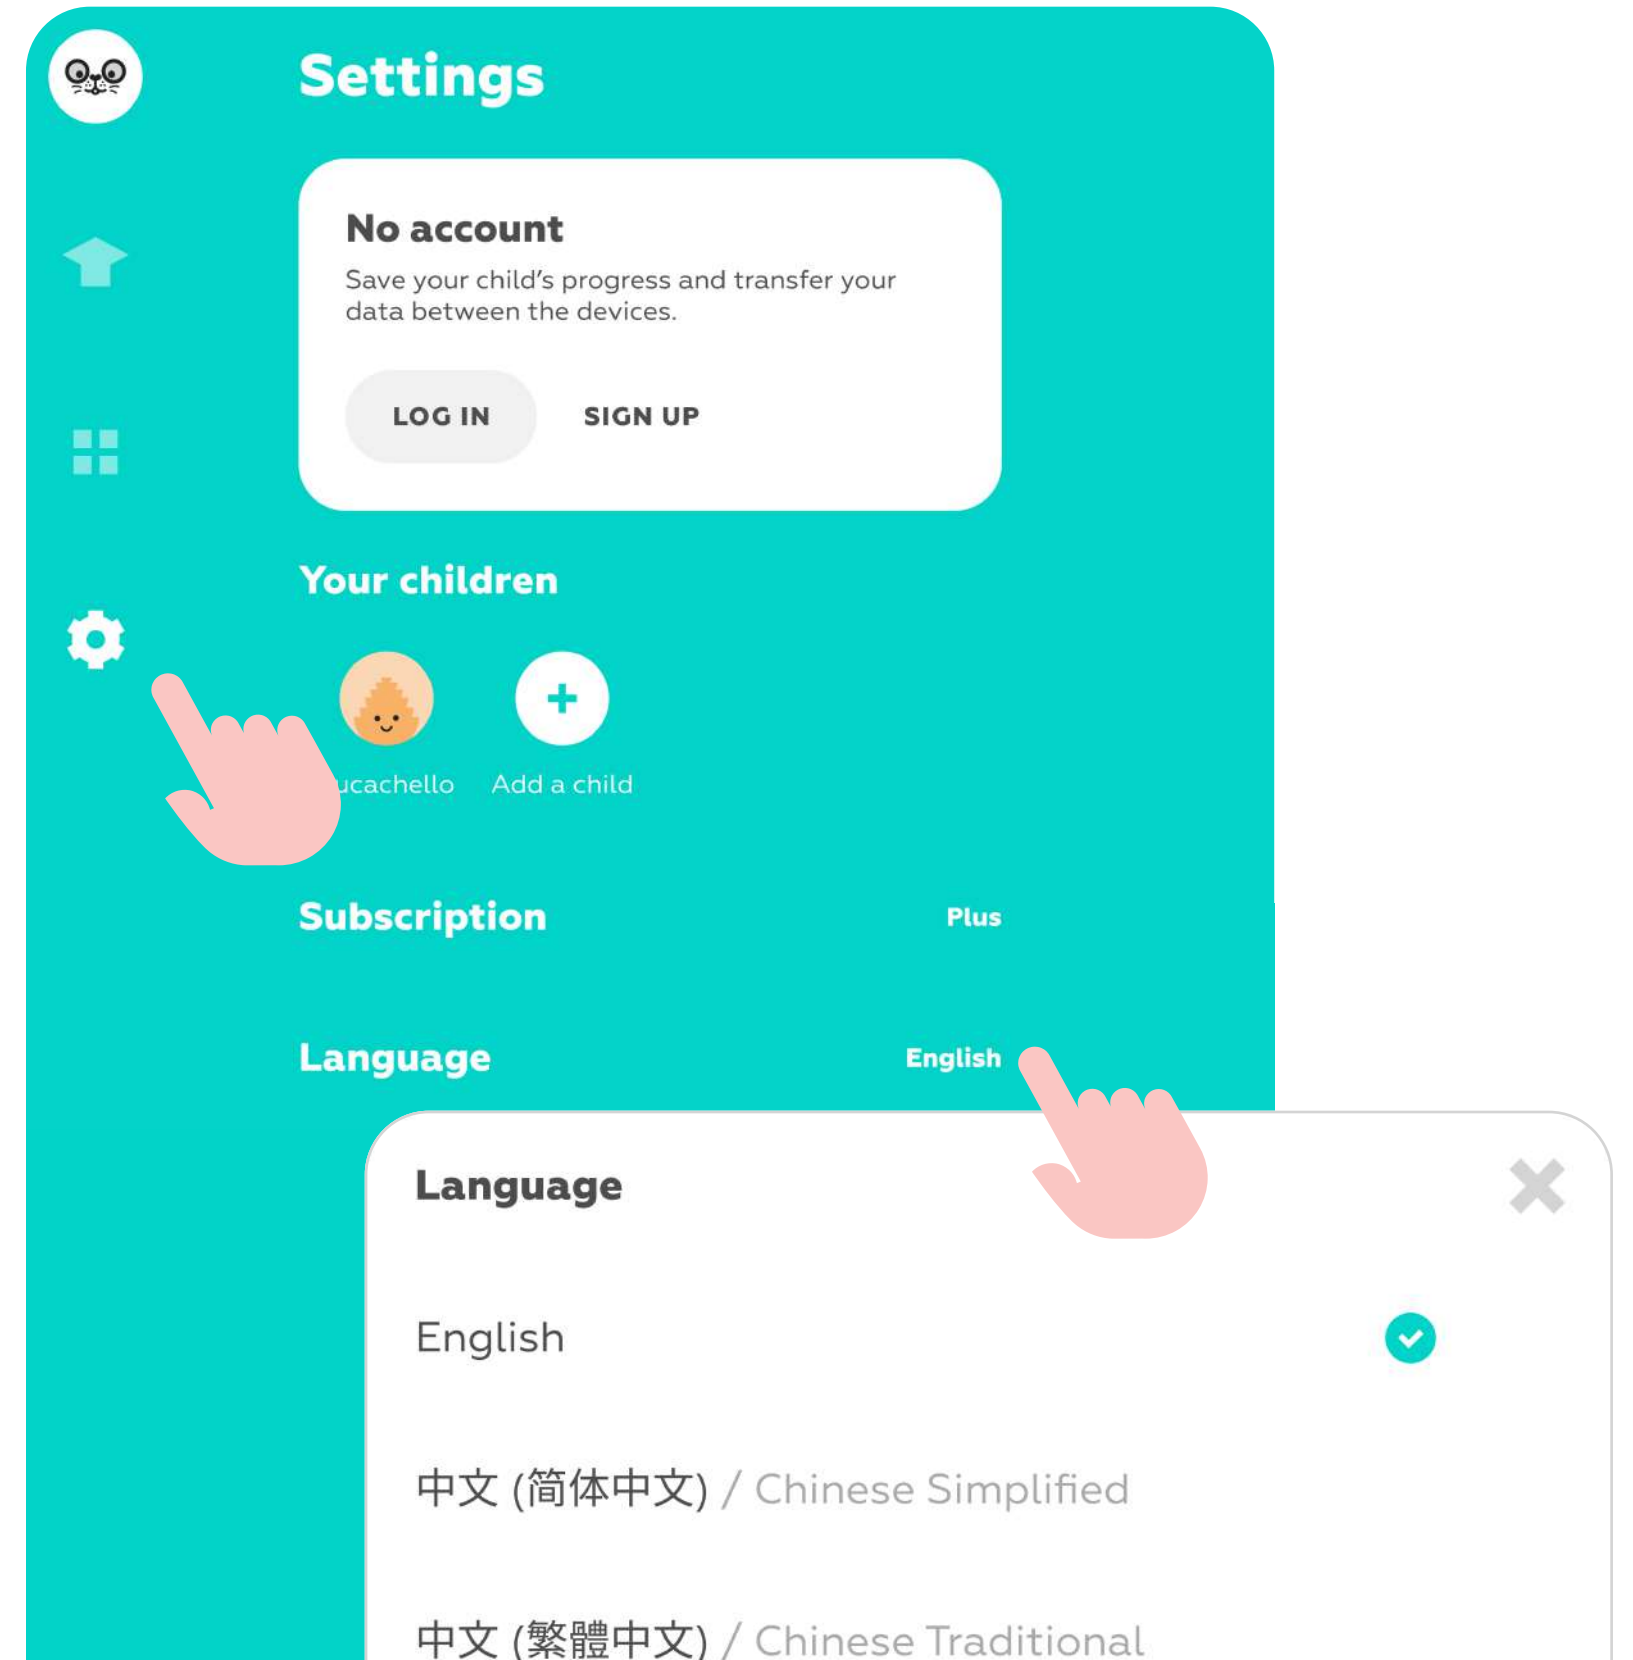 Settings
No account
Save your child's progress and transfer your
data between the devices.
LOG IN SIGN UP
Your children
Add a child
Subscription Plus
Language English
Language
English
中文 (简体中文) / Chinese Simplified
中文 (繁體中文) / Chinese Traditional